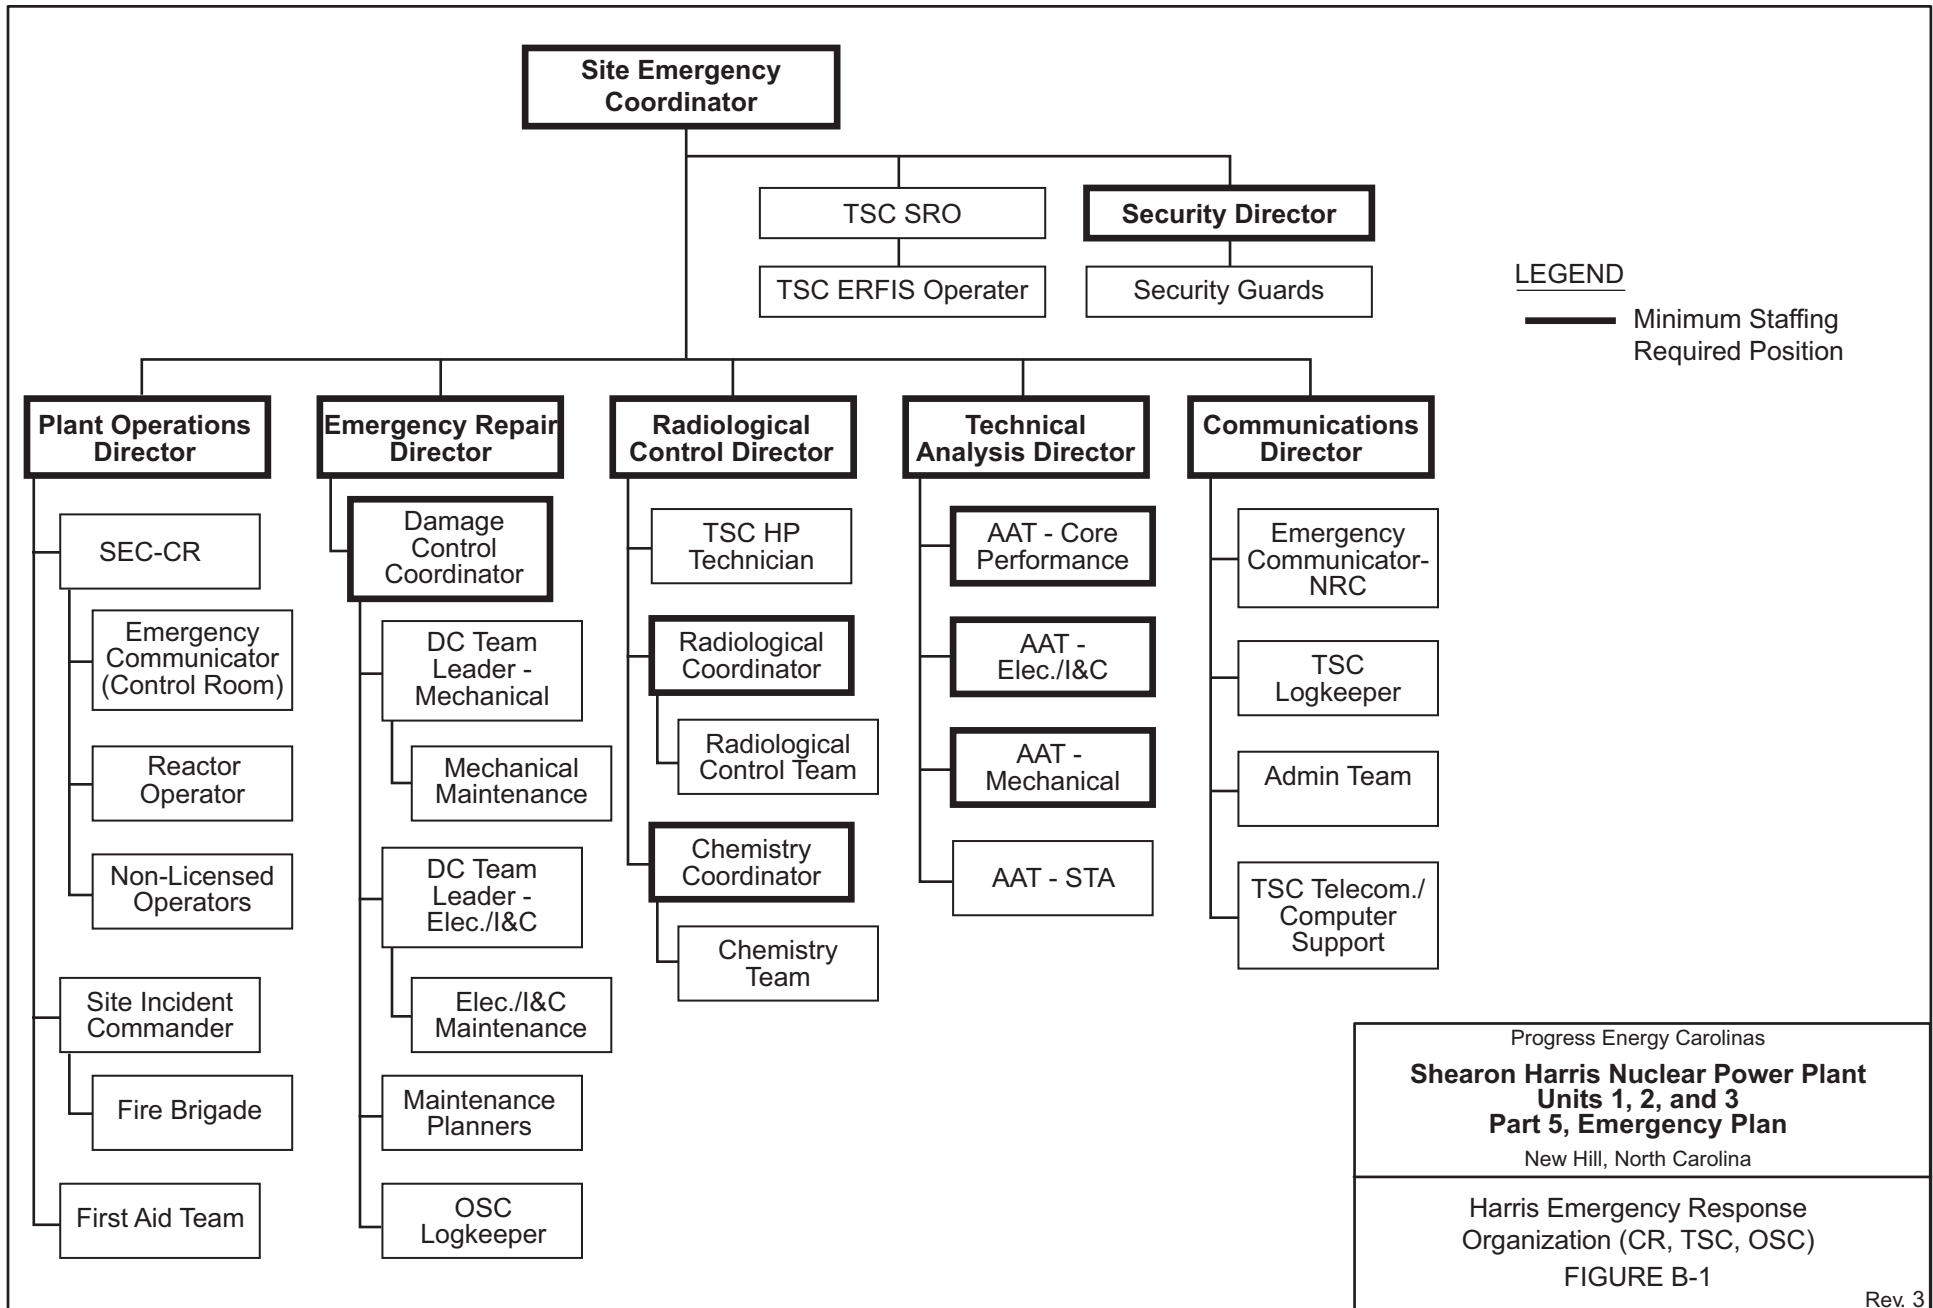 Site Emergency
Coordinator
TSC SRO
Security Director
TSC ERFIS Operater
Security Guards
LEGEND
Minimum Staffing
Required Position
Plant Operations
Director
Emergency Repair
Director
Radiological
Control Director
Technical
Analysis Director
Communications
Director
SEC-CR
Emergency
Communicator
(Control Room)
Reactor
Operator
Non-Licensed
Operators
Site Incident
Commander
Fire Brigade
First Aid Team
Damage
Control
Coordinator
DC Team
Leader -
Mechanical
Mechanical
Maintenance
DC Team
Leader -
Elec./I&C
Elec./I&C
Maintenance
Maintenance
Planners
OSC
Logkeeper
TSC HP
Technician
Radiological
Coordinator
Radiological
Control Team
Chemistry
Coordinator
Chemistry
Team
AAT - Core
Performance
AAT -
Elec./I&C
AAT -
Mechanical
AAT - STA
Emergency
Communicator-
NRC
TSC
Logkeeper
Admin Team
TSC Telecom./
Computer
Support
Progress Energy Carolinas
Shearon Harris Nuclear Power Plant
Units 1, 2, and 3
Part 5, Emergency Plan
New Hill, North Carolina
Harris Emergency Response
Organization (CR, TSC, OSC)
FIGURE B-1
Rev. 3